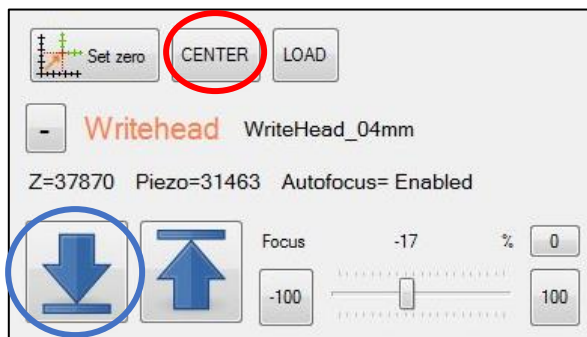 Set zero CENTER LOAD
- Writehead WriteHead_04mm
Z=37870 Piezo=31463 Autofocus= Enabled
Focus -17 % 0
-100 100